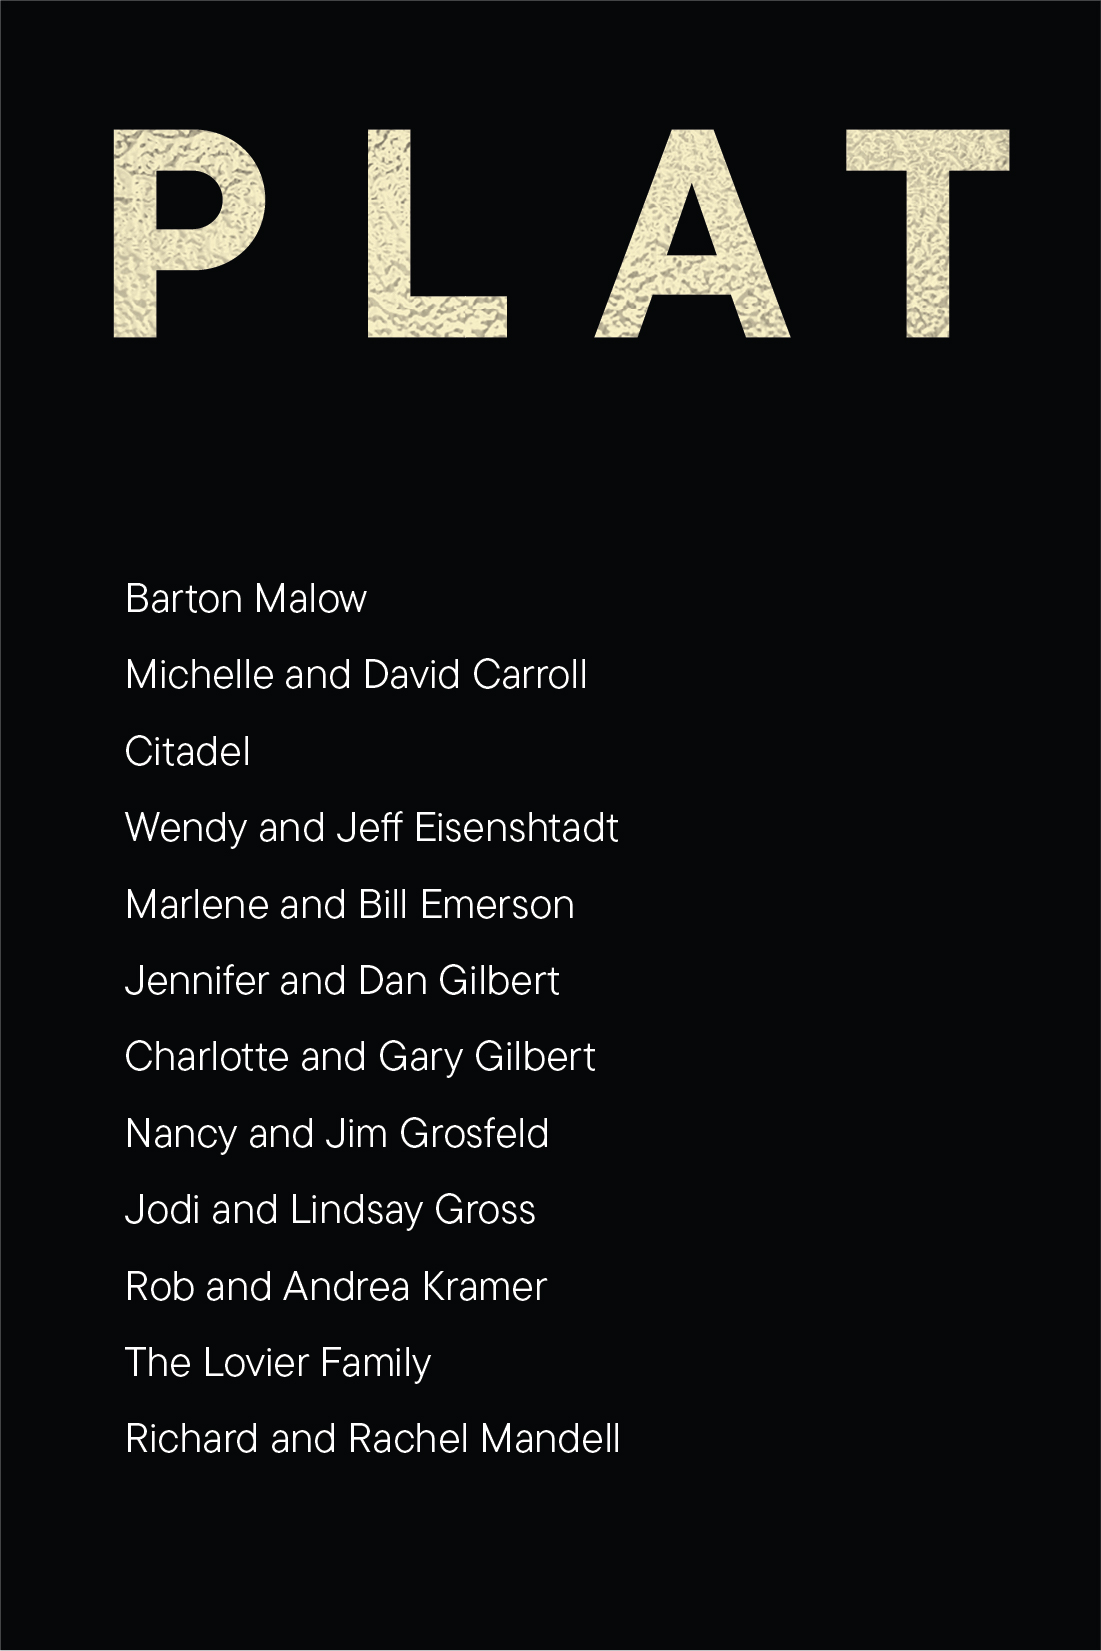 PLAT
Barton Malow
Michelle and David Carroll
Citadel
Wendy and Jeff Eisenshtadt
Marlene and Bill Emerson
Jennifer and Dan Gilbert
Charlotte and Gary Gilbert
Nancy and Jim Grosfeld
Jodi and Lindsay Gross
Rob and Andrea Kramer
The Lovier Family
Richard and Rachel Mandell